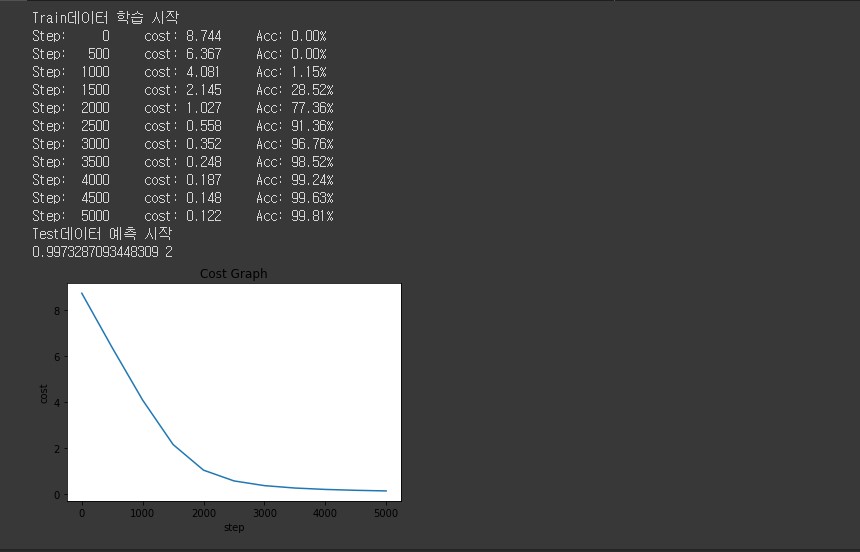 Train데이터 학습 시작
Step: 0 cost: 8.744 Acc: 0.00%
Step: 500 cost: 6.367 Acc: 0.00%
Step: 1000 cost: 4.081 Acc: 1.15%
Step: 1500 cost: 2.145 Acc: 28.52%
Step: 2000 cost: 1.027 Acc: 77.36%
Step: 2500 cost: 0.558 Acc: 91.36%
Step: 3000 cost: 0.352 Acc: 96.76%
Step: 3500 cost: 0.248 Acc: 98.52%
Step: 4000 cost: 0.187 Acc: 99.24%
Step: 4500 cost: 0.148 Acc: 99.63%
Step: 5000 cost: 0.122 Acc: 99.81%
Test데이터 예측 시작
0.9973287093448309 2
Cost Graph
8
6
4
2
0
cost
0 1000 2000 3000 4000 5000
step